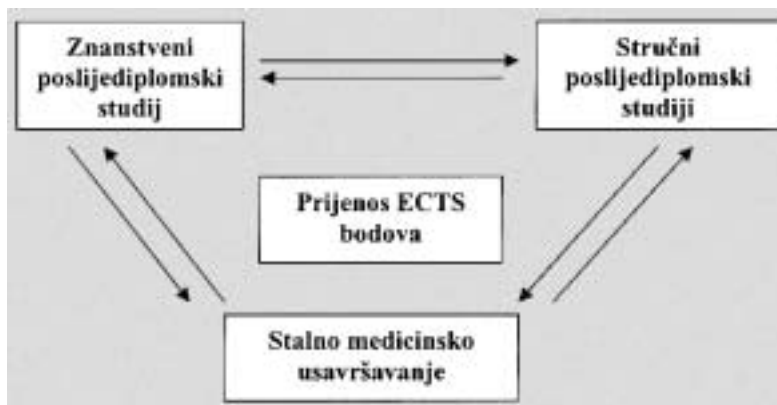 Znanstveni
poslijediplomski
studij
Stručni
poslijediplomski
studiji
Prijenos ECTS
bodova
Stalno medicinsko
usavršavanje